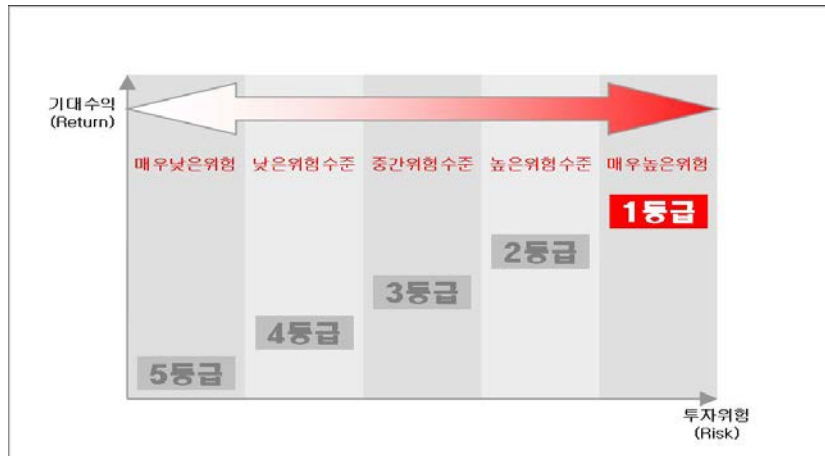 기대수익
(Return)
매우낮은위험 낮은위험수준 중간위험수준 높은위험수준 매우높은위험
1등급
2등급
3등급
4등급
5등급
투자위험
(Risk)